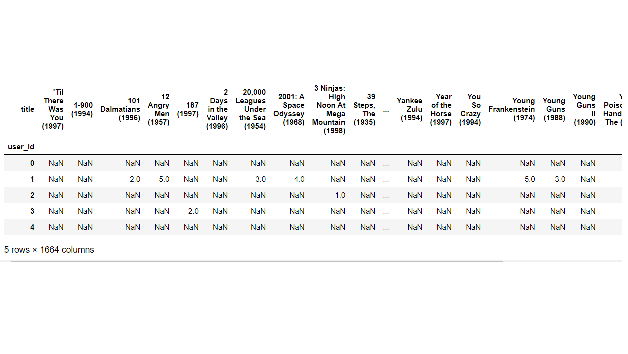 title
'Til
There
Was
You
(1997)
1-900
(1994)
101
Dalmatians
(1996)
12
Angry
Men
(1957)
187
(1997)
2
Days
in the
Valley
(1996)
20,000
Leagues
Under
the Sea
(1954)
2001: A
Space
Odyssey
(1968)
3 Ninjas:
High
Noon At
Mega
Mountain
(1998)
39
Steps,
The
(1935)
...
Yankee
Zulu
(1994)
Year
of the
Horse
(1997)
You
So
Crazy
(1994)
Young
Frankenstein
(1974)
Young
Guns
(1988)
Young
Guns
II
(1990)
The (
user_id
0 NaN NaN NaN NaN NaN NaN NaN NaN NaN NaN ... NaN NaN NaN NaN NaN NaN
1 NaN NaN 2.0 5.0 NaN NaN 3.0 4.0 NaN NaN ... NaN NaN NaN 5.0 3.0 NaN
2 NaN NaN NaN NaN NaN NaN NaN NaN 1.0 NaN ... NaN NaN NaN NaN NaN NaN
3 NaN NaN NaN NaN 2.0 NaN NaN NaN NaN NaN ... NaN NaN NaN NaN NaN NaN
4 NaN NaN NaN NaN NaN NaN NaN NaN NaN NaN ... NaN NaN NaN NaN NaN NaN
5 rows × 1664 columns